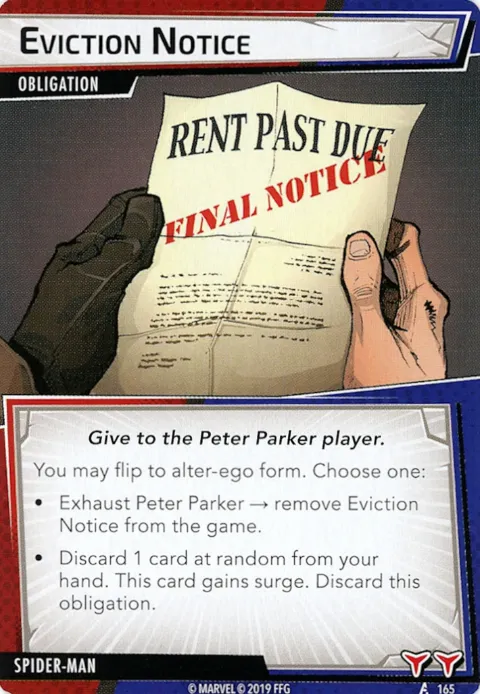 EVICTION NOTICE
OBLIGATION
RENT PAST DUE
FINAL NOTICE
Give to the Peter Parker player.
You may flip to alter-ego form. Choose one:
• Exhaust Peter Parker → remove Eviction
Notice from the game.
• Discard 1 card at random from your
hand. This card gains surge. Discard this
obligation.
SPIDER-MAN
© MARVEL © 2019 FFG
165